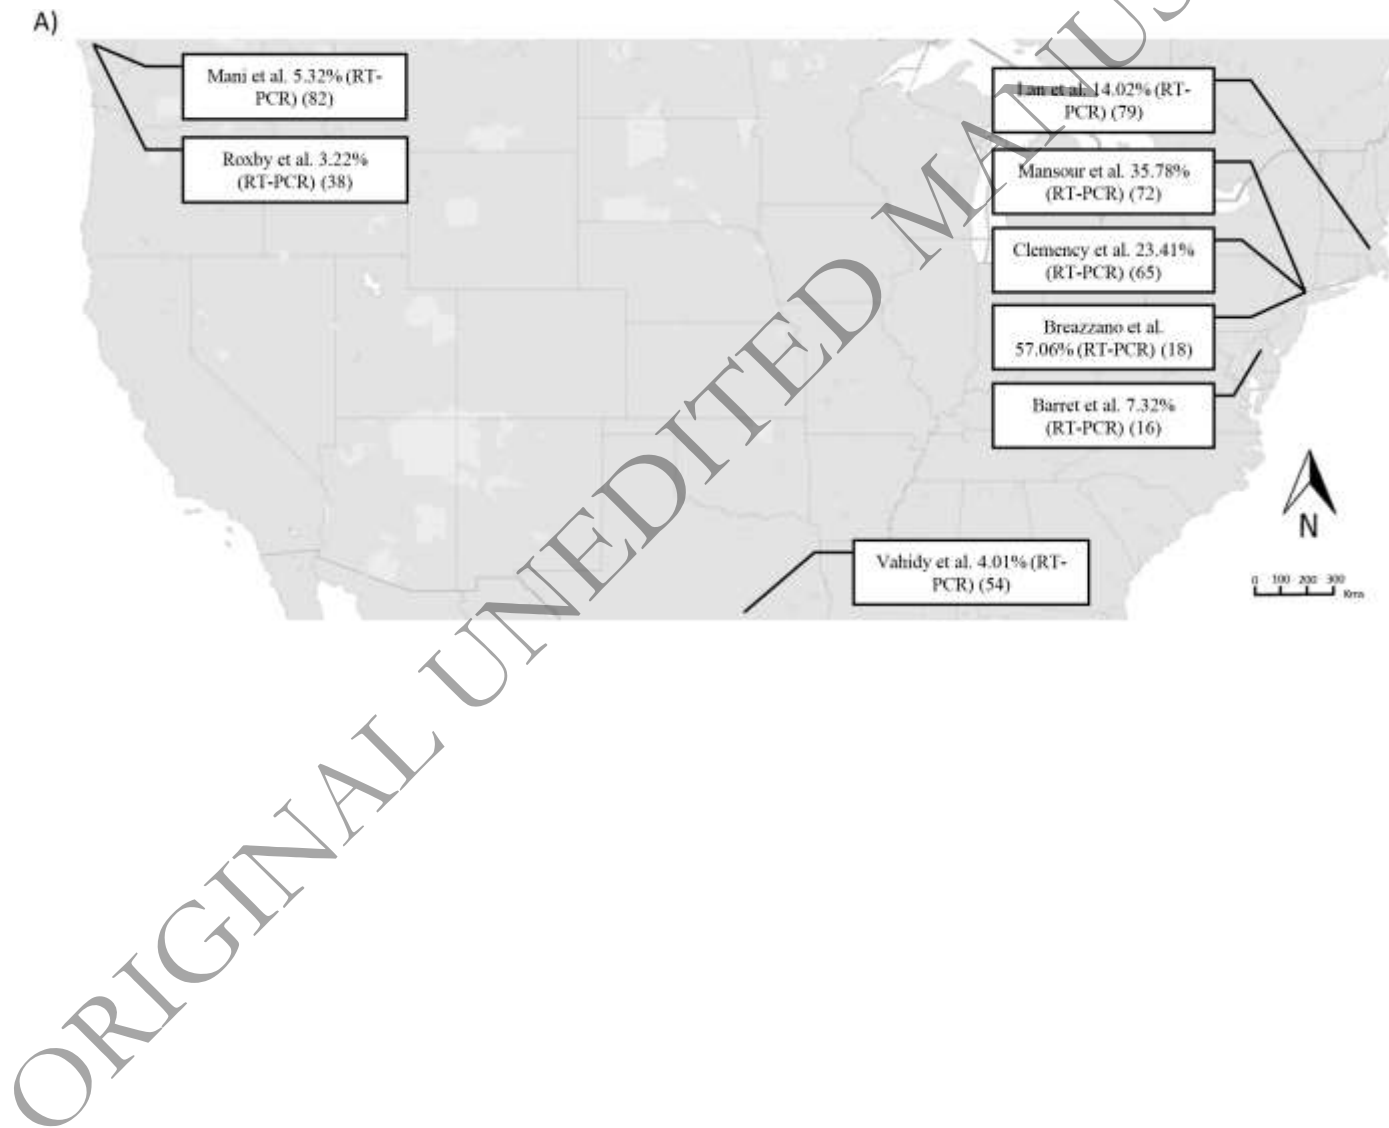 A)
Mani et al. 5.32% (RT-
PCR) (82)
Roxby et al. 3.22%
(RT-PCR) (38)
Lan et al. 14.02% (RT-
PCR) (79)
Mansour et al. 35.78%
(RT-PCR) (72)
Clemency et al. 23.41%
(RT-PCR) (65)
Breazzano et al.
57.06% (RT-PCR) (18)
Barret et al. 7.32%
(RT-PCR) (16)
Vahidy et al. 4.01% (RT-
PCR) (54)
N
0 100 200 300
Kms
ORIGINAL UNEDITED MANUS